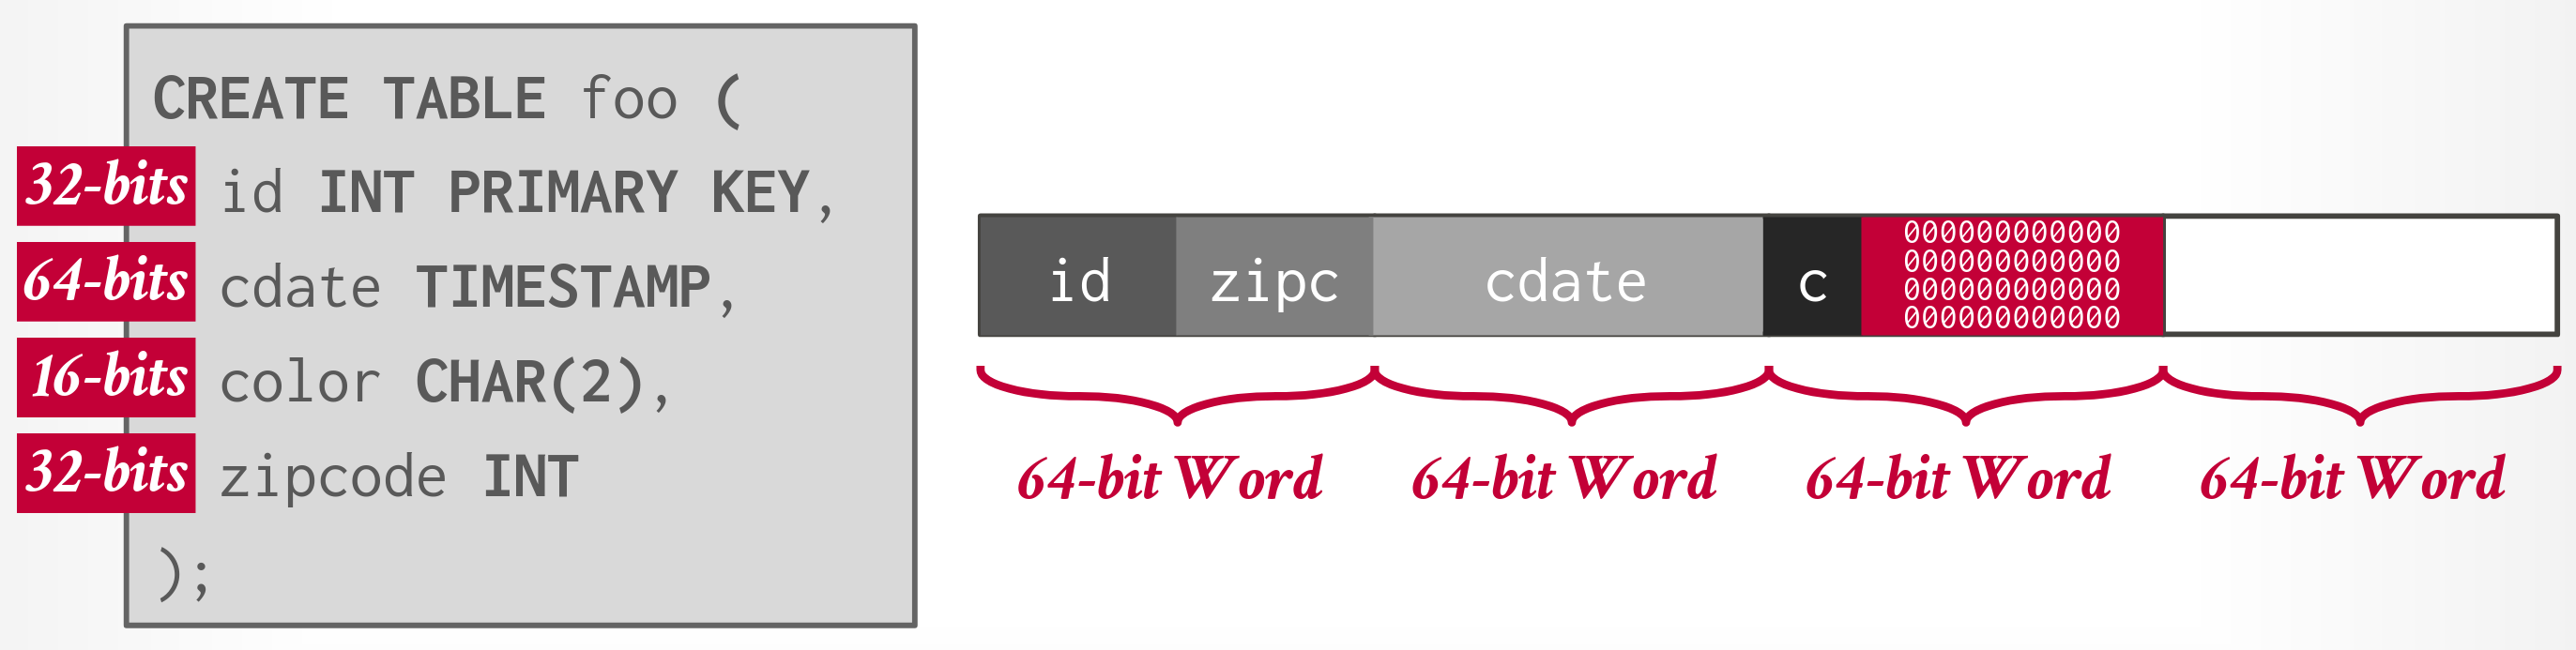 CREATE TABLE foo (
32-bits id INT PRIMARY KEY,
64-bits cdate TIMESTAMP,
16-bits color CHAR(2),
32-bits zipcode INT
);
id zipc cdate c
000000000000
000000000000
000000000000
000000000000
64-bit Word 64-bit Word 64-bit Word 64-bit Word